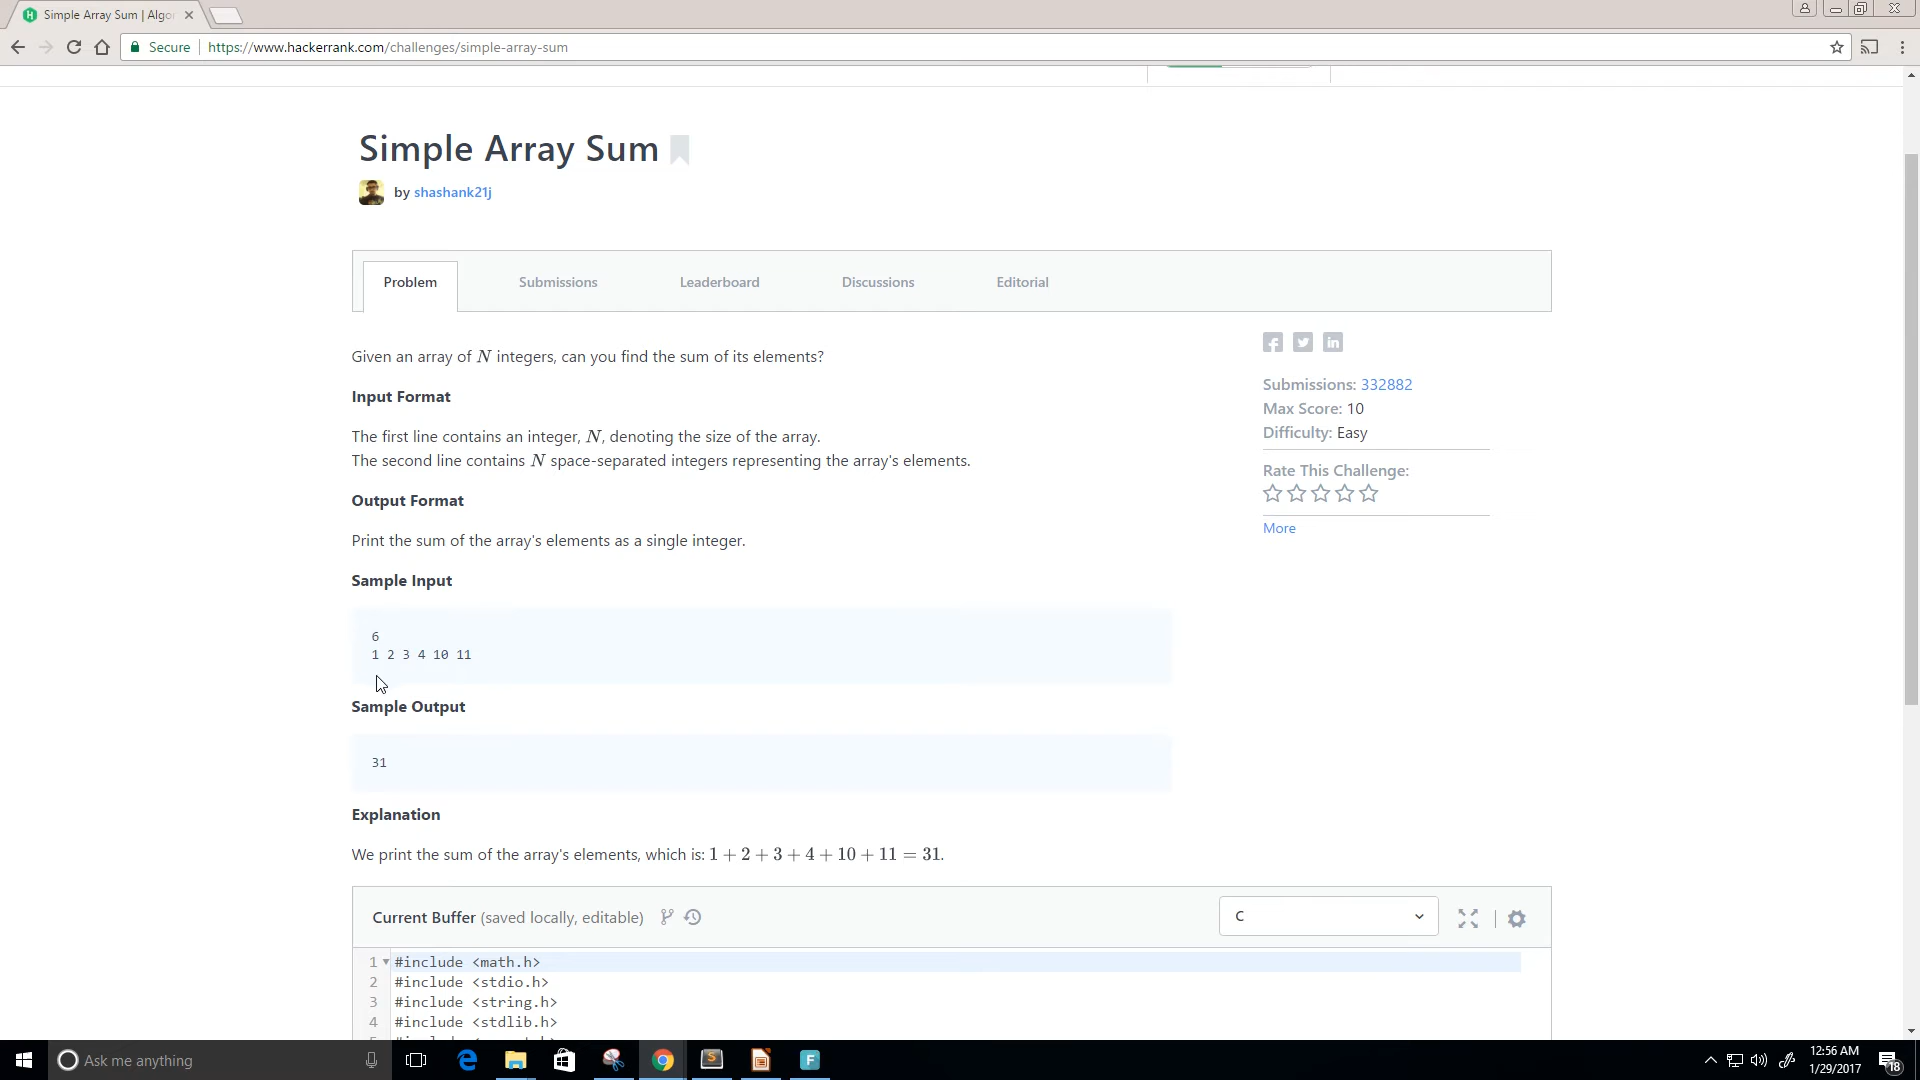 Simple Array Sum | Algo
Secure https://www.hackerrank.com/challenges/simple-array-sum
Simple Array Sum
by shashank21j
Problem Submissions Leaderboard Discussions Editorial
Given an array of N integers, can you find the sum of its elements?
Input Format
The first line contains an integer, N, denoting the size of the array.
The second line contains N space-separated integers representing the array's elements.
Output Format
Print the sum of the array's elements as a single integer.
Sample Input
6
1 2 3 4 10 11
Sample Output
31
Explanation
We print the sum of the array's elements, which is: 1 + 2 + 3 + 4 + 10 + 11 = 31.
Submissions: 332882
Max Score: 10
Difficulty: Easy
Rate This Challenge:
More
Current Buffer (saved locally, editable) C
1 #include <math.h>
2 #include <stdio.h>
3 #include <string.h>
4 #include <stdlib.h>
Ask me anything
12:56 AM
1/29/2017
18